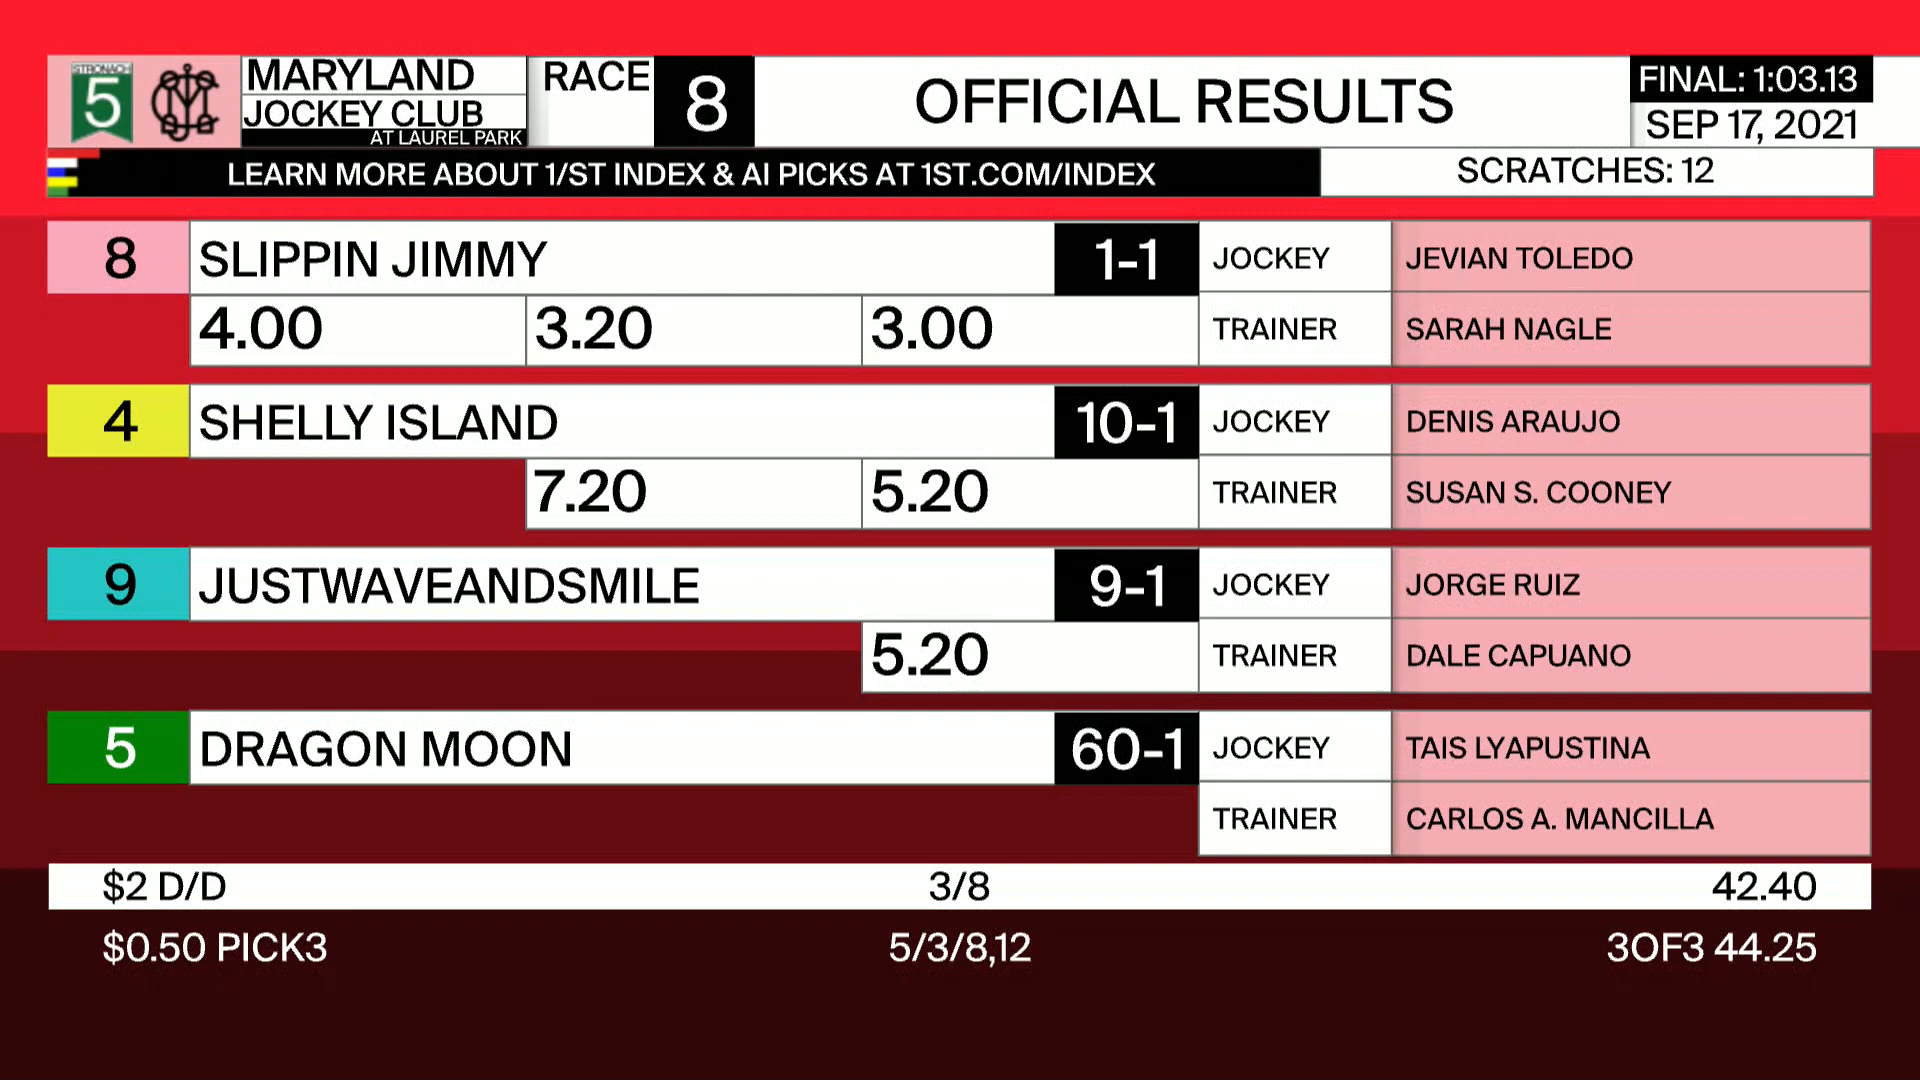 STRONACH
5
MARYLAND
JOCKEY CLUB
AT LAUREL PARK
RACE 8
OFFICIAL RESULTS
FINAL: 1:03.13
SEP 17, 2021
LEARN MORE ABOUT 1/ST INDEX & AI PICKS AT 1ST.COM/INDEX
SCRATCHES: 12
8 SLIPPIN JIMMY 1-1 JOCKEY JEVIAN TOLEDO
4.00 3.20 3.00 TRAINER SARAH NAGLE
4 SHELLY ISLAND 10-1 JOCKEY DENIS ARAUJO
7.20 5.20 TRAINER SUSAN S. COONEY
9 JUSTWAVEANDSMILE 9-1 JOCKEY JORGE RUIZ
5.20 TRAINER DALE CAPUANO
5 DRAGON MOON 60-1 JOCKEY TAIS LYAPUSTINA
TRAINER CARLOS A. MANCILLA
$2 D/D 3/8 42.40
$0.50 PICK3 5/3/8,12 3OF3 44.25